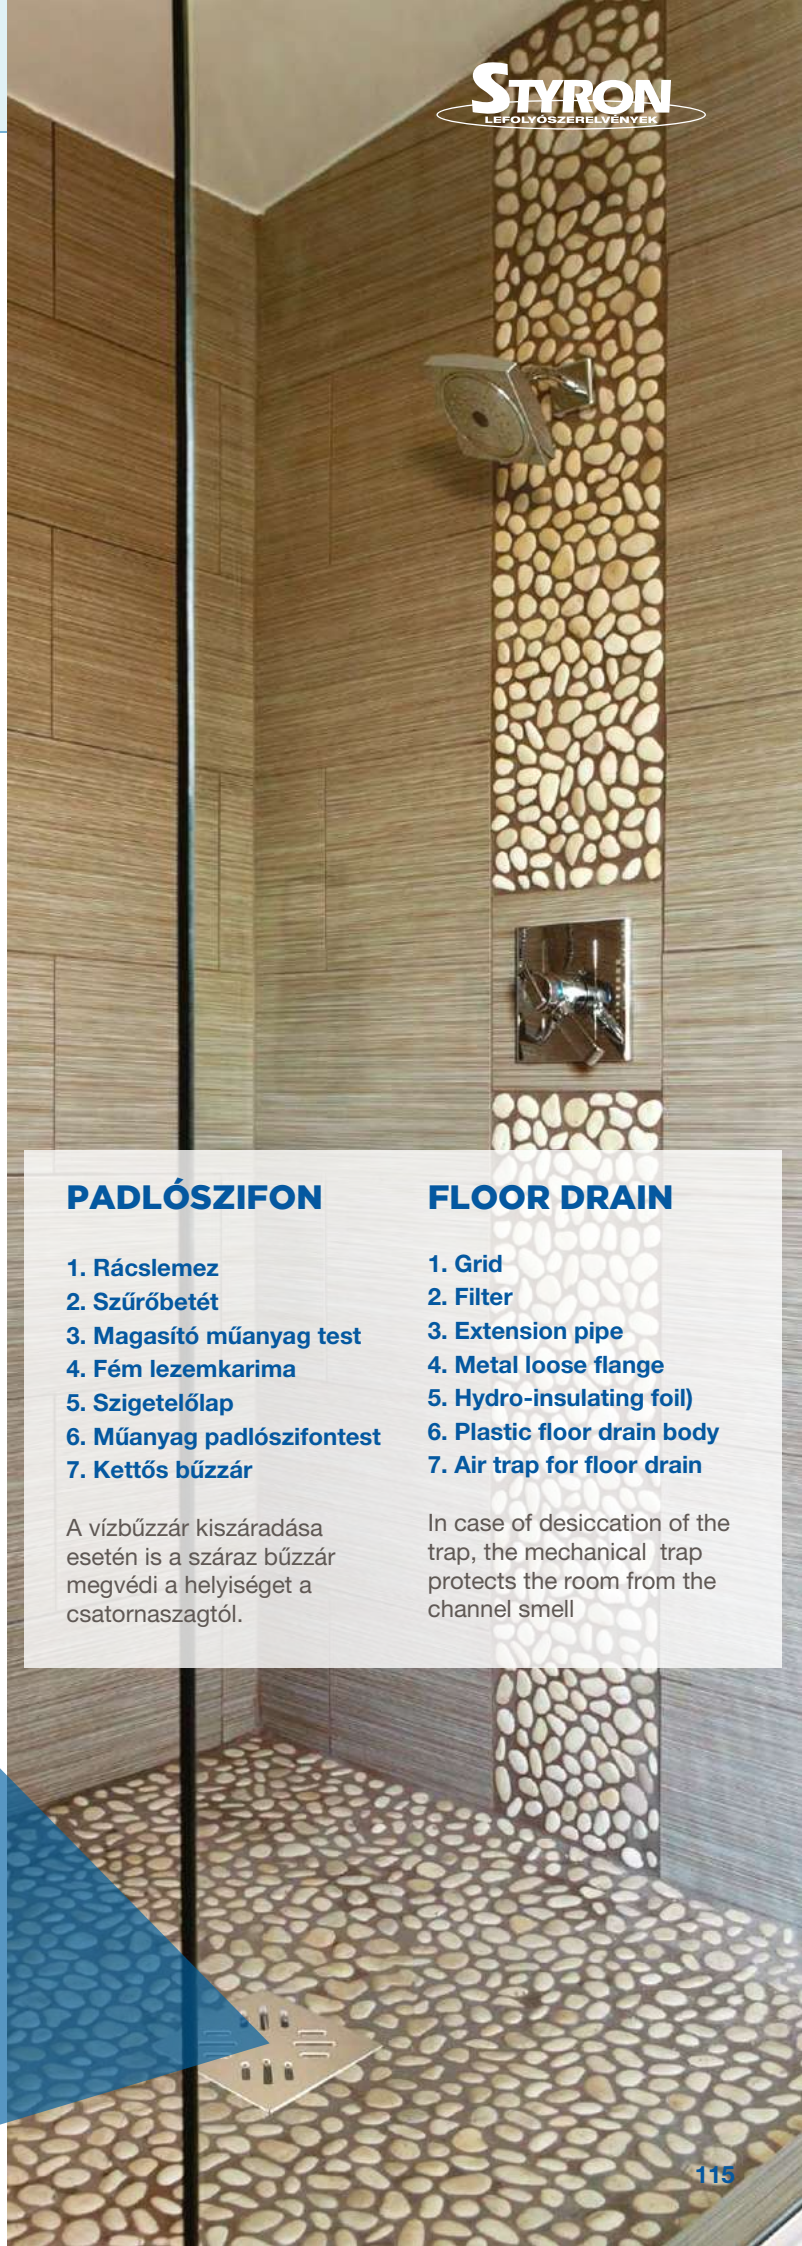 STYRON
LEFOLYÓSZERELVÉNYEK
PADLÓSZIFON
1. Rácslemez
2. Szűrőbetét
3. Magasító műanyag test
4. Fém lezemkarima
5. Szigetelőlap
6. Műanyag padlószifontest
7. Kettős bűzzár
A vízbűzzár kiszáradása
esetén is a száraz bűzzár
megvédi a helyiséget a
csatornaszagtól.
FLOOR DRAIN
1. Grid
2. Filter
3. Extension pipe
4. Metal loose flange
5. Hydro-insulating foil)
6. Plastic floor drain body
7. Air trap for floor drain
In case of desiccation of the
trap, the mechanical trap
protects the room from the
channel smell
115